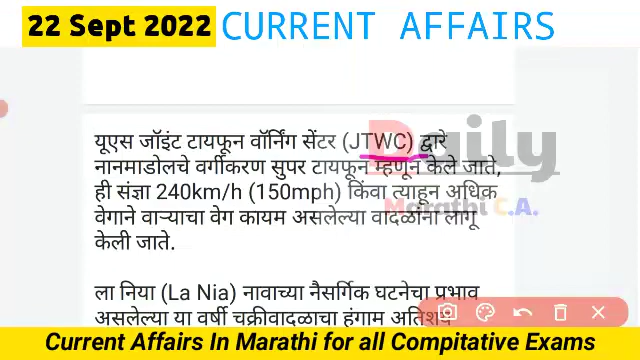 22 Sept 2022 CURRENT AFFAIRS
यूएस जॉइंट टायफून वॉर्निंग सेंटर (JTWC) द्वारे
नानमाडोलचे वर्गीकरण सुपर टायफून म्हणून केले जाते,
ही संज्ञा 240km/h (150mph) किंवा त्याहून अधिक
वेगाने वाऱ्याचा वेग कायम असलेल्या वादळांना लागू
केली जाते.
Daily
Marathi C.A.
ला निया (La Nia) नावाच्या नैसर्गिक घटनेचा प्रभाव
असलेल्या या वर्षी चक्रीवादळाचा हंगाम अतिशय
Current Affairs In Marathi for all Compitative Exams